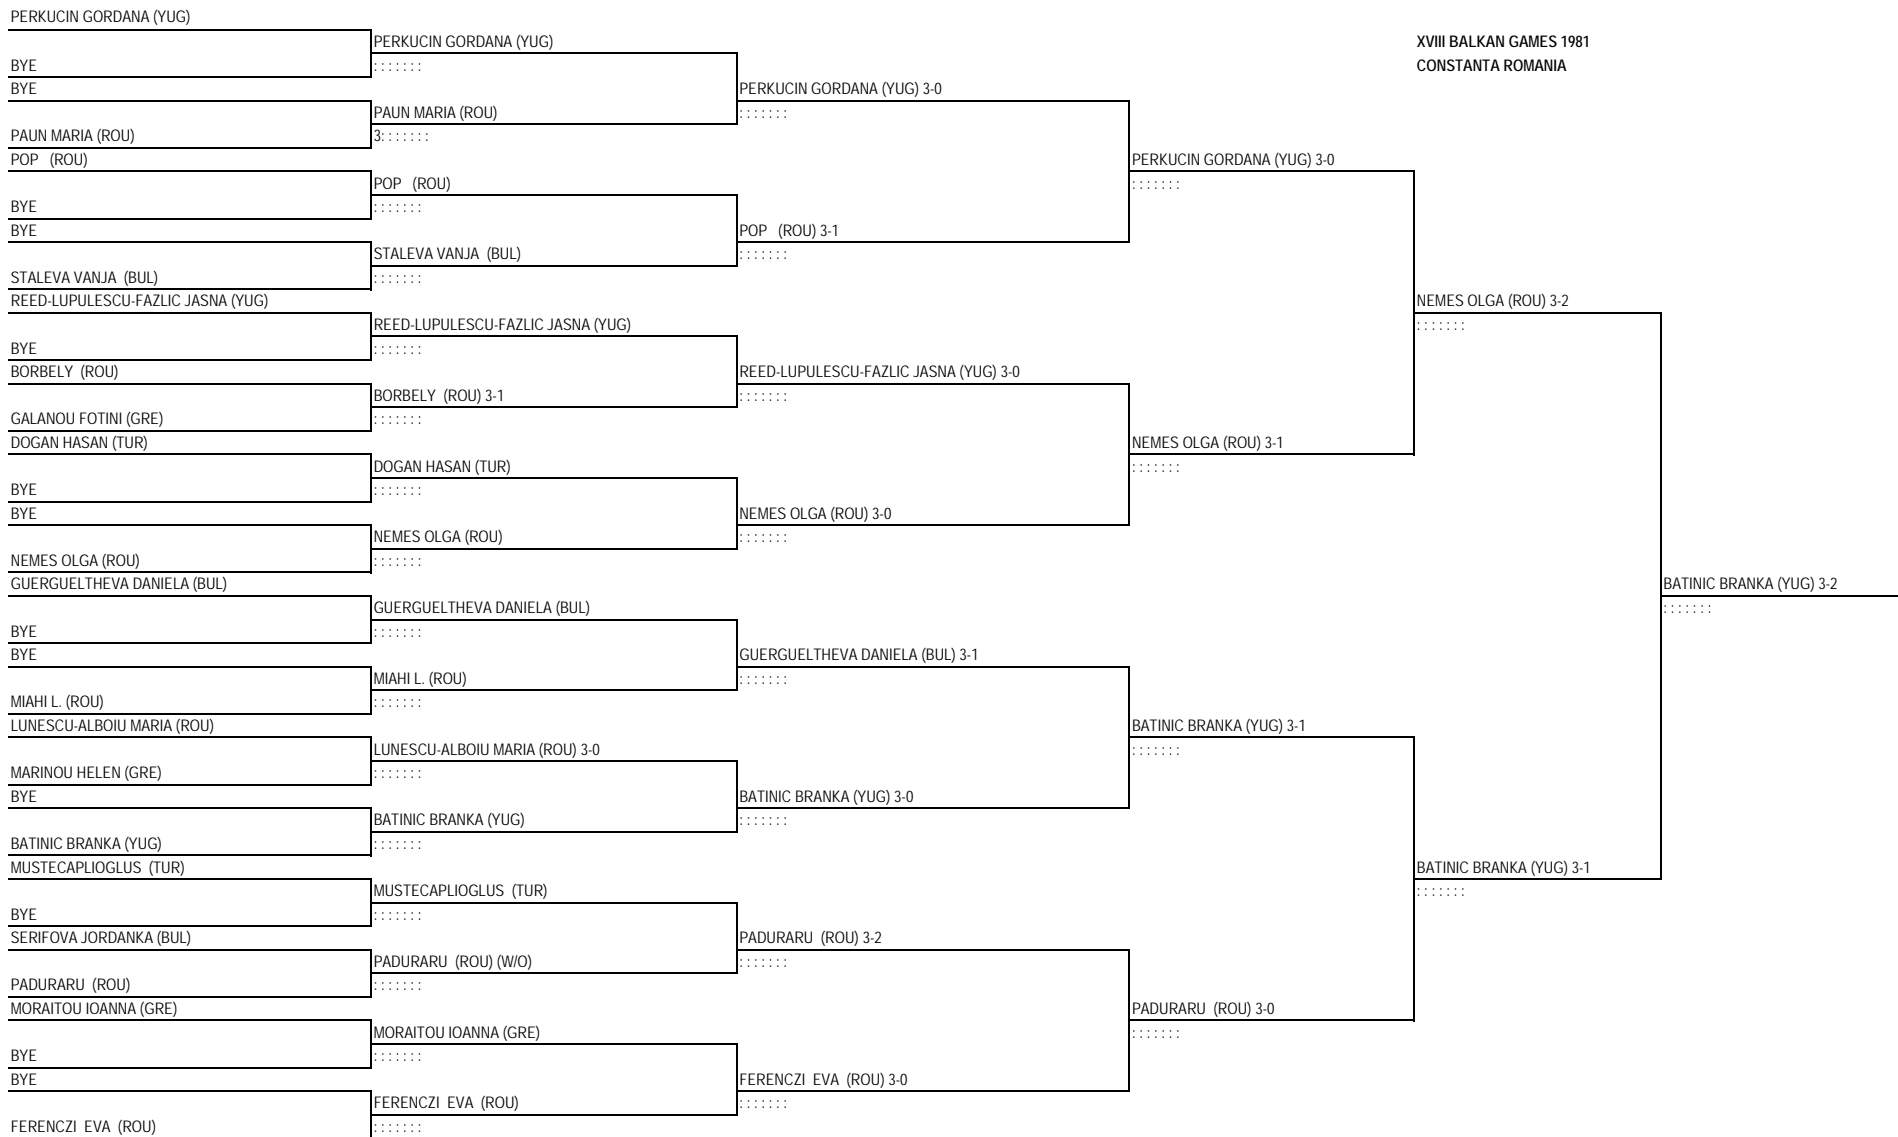 PERKUCIN GORDANA (YUG)
PERKUCIN GORDANA (YUG)
XVIII BALKAN GAMES 1981
BYE
: : : : : : :
CONSTANTA ROMANIA
BYE
PERKUCIN GORDANA (YUG) 3-0
PAUN MARIA (ROU)
: : : : : : :
PAUN MARIA (ROU)
3: : : : : : :
POP (ROU)
PERKUCIN GORDANA (YUG) 3-0
POP (ROU)
: : : : : : :
BYE
: : : : : : :
BYE
POP (ROU) 3-1
STALEVA VANJA (BUL)
: : : : : : :
STALEVA VANJA (BUL)
: : : : : : :
REED-LUPULESCU-FAZLIC JASNA (YUG)
NEMES OLGA (ROU) 3-2
REED-LUPULESCU-FAZLIC JASNA (YUG)
: : : : : : :
BYE
: : : : : : :
BORBELY (ROU)
REED-LUPULESCU-FAZLIC JASNA (YUG) 3-0
BORBELY (ROU) 3-1
: : : : : : :
GALANOU FOTINI (GRE)
: : : : : : :
DOGAN HASAN (TUR)
NEMES OLGA (ROU) 3-1
DOGAN HASAN (TUR)
: : : : : : :
BYE
: : : : : : :
BYE
NEMES OLGA (ROU) 3-0
NEMES OLGA (ROU)
: : : : : : :
NEMES OLGA (ROU)
: : : : : : :
GUERGUELTHEVA DANIELA (BUL)
BATINIC BRANKA (YUG) 3-2
GUERGUELTHEVA DANIELA (BUL)
: : : : : : :
BYE
: : : : : : :
BYE
GUERGUELTHEVA DANIELA (BUL) 3-1
MIAHI L. (ROU)
: : : : : : :
MIAHI L. (ROU)
: : : : : : :
LUNESCU-ALBOIU MARIA (ROU)
BATINIC BRANKA (YUG) 3-1
LUNESCU-ALBOIU MARIA (ROU) 3-0
: : : : : : :
MARINOU HELEN (GRE)
: : : : : : :
BYE
BATINIC BRANKA (YUG) 3-0
BATINIC BRANKA (YUG)
: : : : : : :
BATINIC BRANKA (YUG)
: : : : : : :
MUSTECAPLIOGLUS (TUR)
BATINIC BRANKA (YUG) 3-1
MUSTECAPLIOGLUS (TUR)
: : : : : : :
BYE
: : : : : : :
SERIFOVA JORDANKA (BUL)
PADURARU (ROU) 3-2
PADURARU (ROU) (W/O)
: : : : : : :
PADURARU (ROU)
: : : : : : :
MORAITOU IOANNA (GRE)
PADURARU (ROU) 3-0
MORAITOU IOANNA (GRE)
: : : : : : :
BYE
: : : : : : :
BYE
FERENCZI EVA (ROU) 3-0
FERENCZI EVA (ROU)
: : : : : : :
FERENCZI EVA (ROU)
: : : : : : :